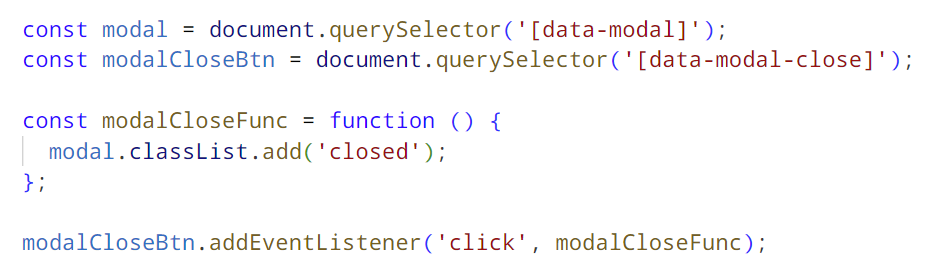 const modal = document.querySelector('[data-modal]');
const modalCloseBtn = document.querySelector('[data-modal-close]');

const modalCloseFunc = function () {
  modal.classList.add('closed');
};

modalCloseBtn.addEventListener('click', modalCloseFunc);